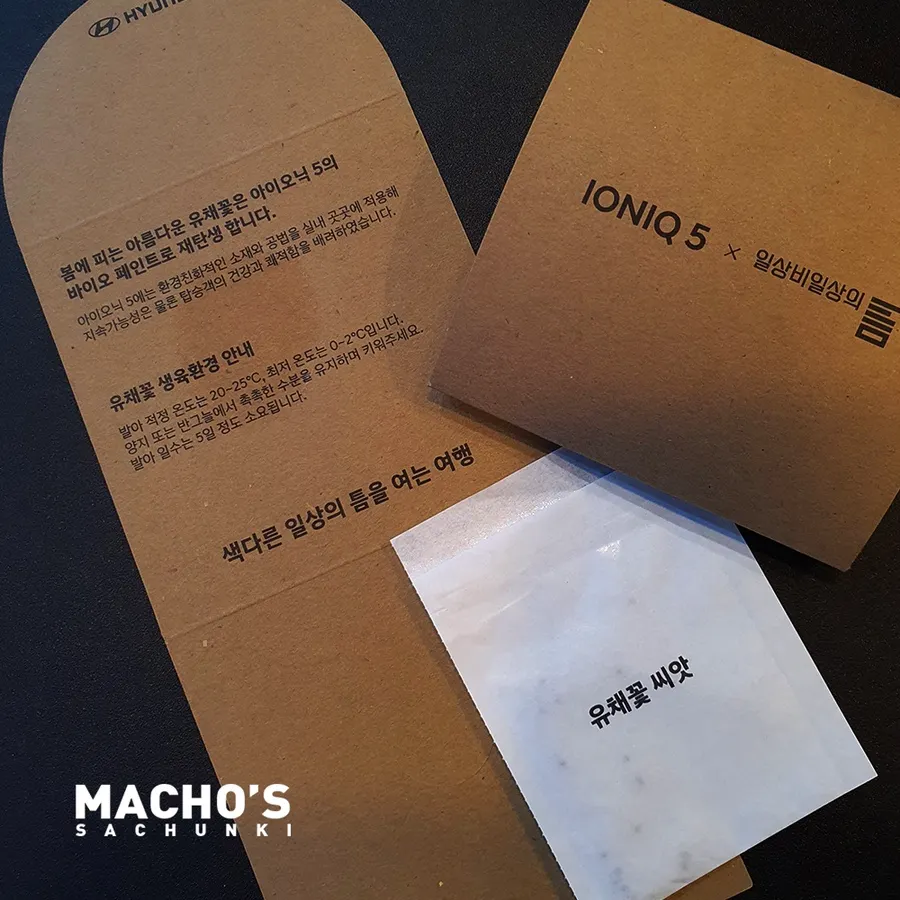 봄에 피는 아름다운 유채꽃은 아이오닉 5의
바이오 페인트로 재탄생 합니다.
아이오닉 5에는 환경친화적인 소재와 공법을 실내 곳곳에 적용해
지속가능성은 물론 탑승객의 건강과 쾌적함을 배려하였습니다.
유채꽃 생육환경 안내
발아 적정 온도는 20~25°C, 최저 온도는 0~2°C입니다.
양지 또는 반그늘에서 촉촉한 수분을 유지하며 키워주세요.
발아 일수는 5일 정도 소요됩니다.
색다른 일상의 틈을 여는 여행
IONIQ 5 × 일상비일상의
틈
유채꽃 씨앗
MACHO'S
SACHUNKI